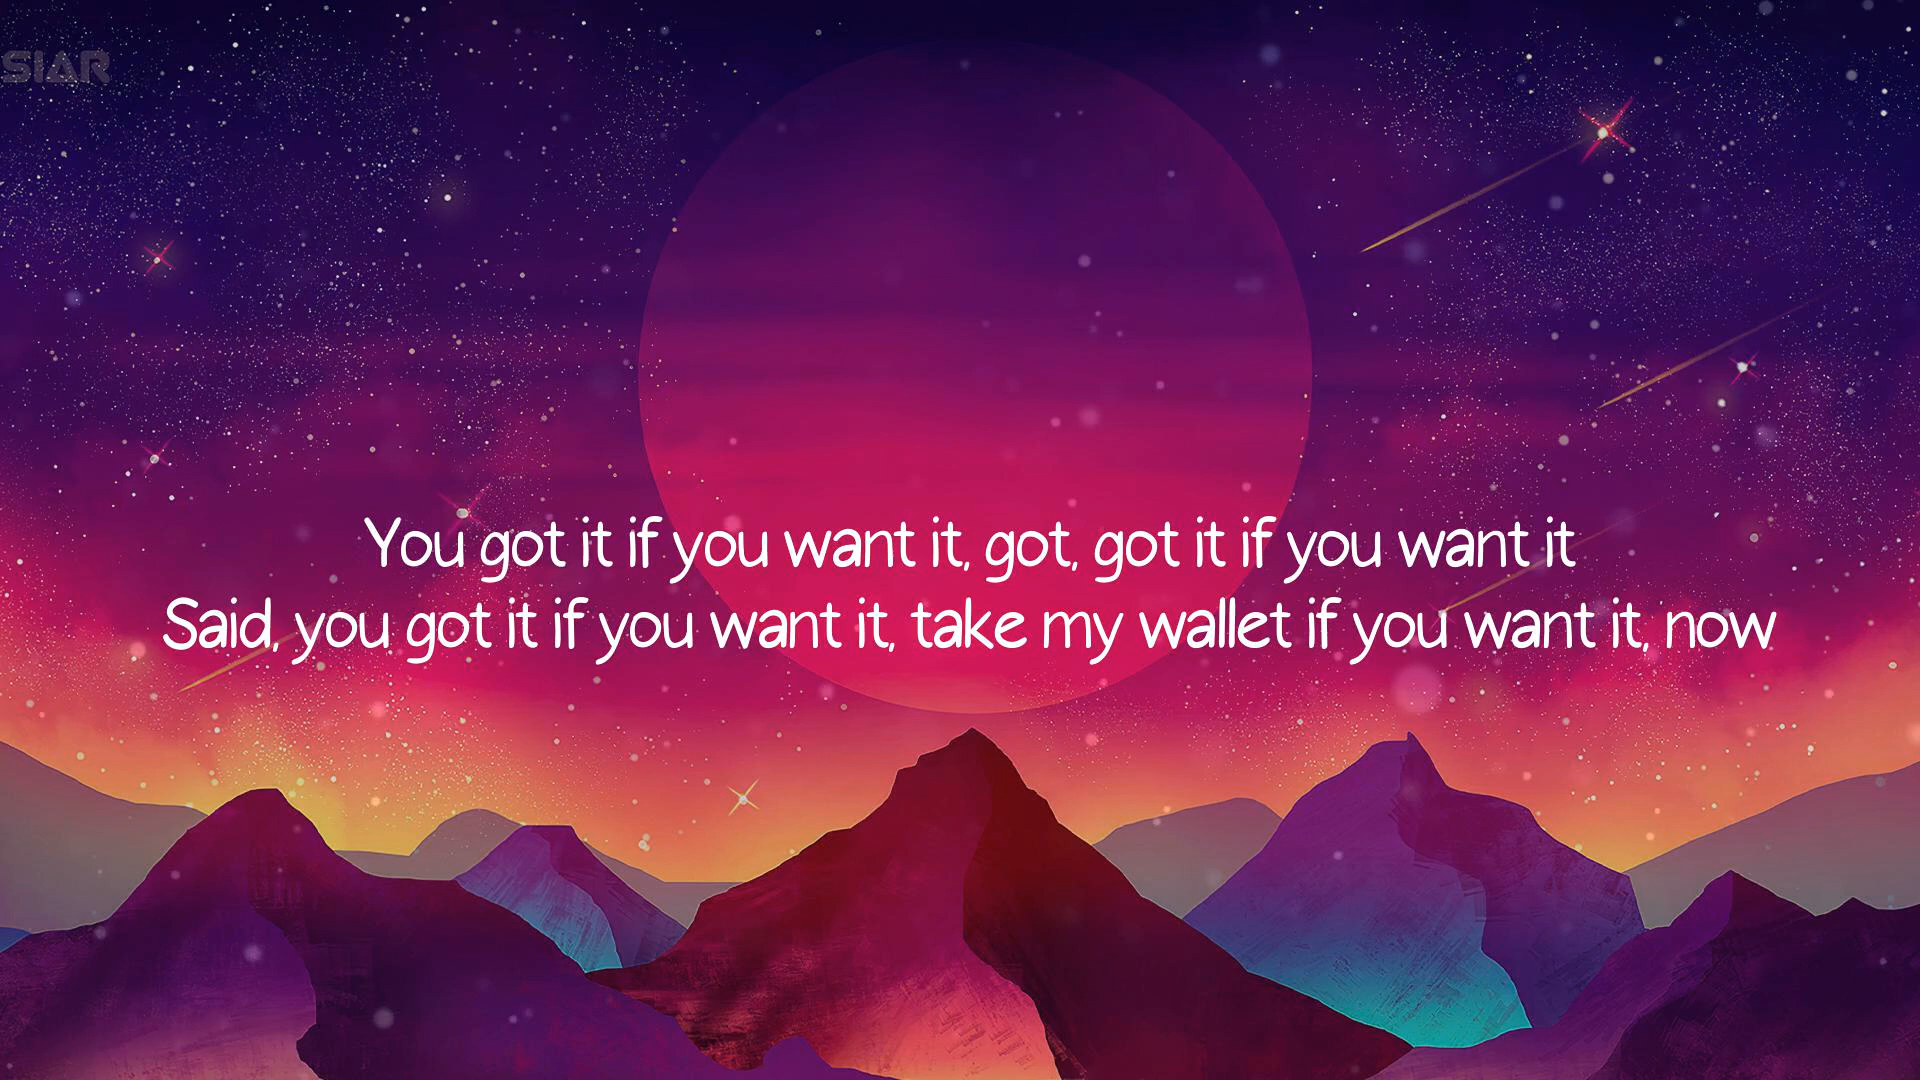 SIAR
You got it if you want it, got, got it if you want it
Said, you got it if you want it, take my wallet if you want it, now